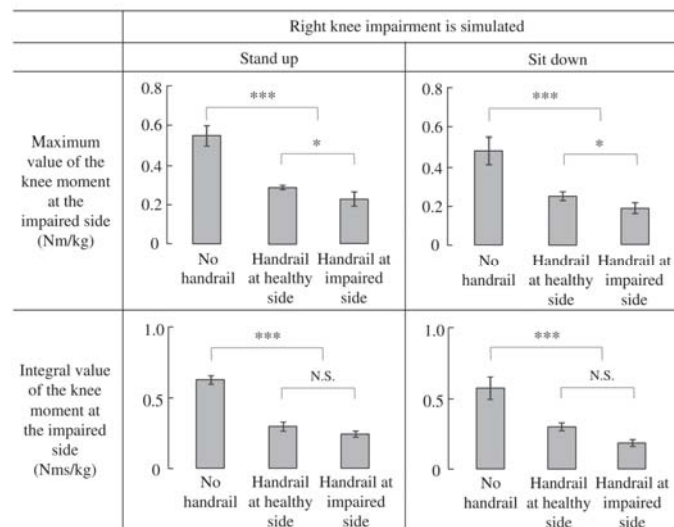 Right knee impairment is simulated
Stand up
Sit down
Maximum
value of the
knee moment
at the
impaired side
(Nm/kg)
0.8
0.6
0.4
0.2
0
***
*
No
handrail
Handrail
at healthy
side
Handrail at
impaired
side
0.8
0.6
0.4
0.2
0
***
*
No
handrail
Handrail
at healthy
side
Handrail at
impaired
side
Integral value
of the knee
moment at
the impaired
side
(Nms/kg)
1.0
0.5
0
***
N.S.
No
handrail
Handrail
at healthy
side
Handrail at
impaired
side
1.0
0.5
0
***
N.S.
No
handrail
Handrail
at healthy
side
Handrail at
impaired
side